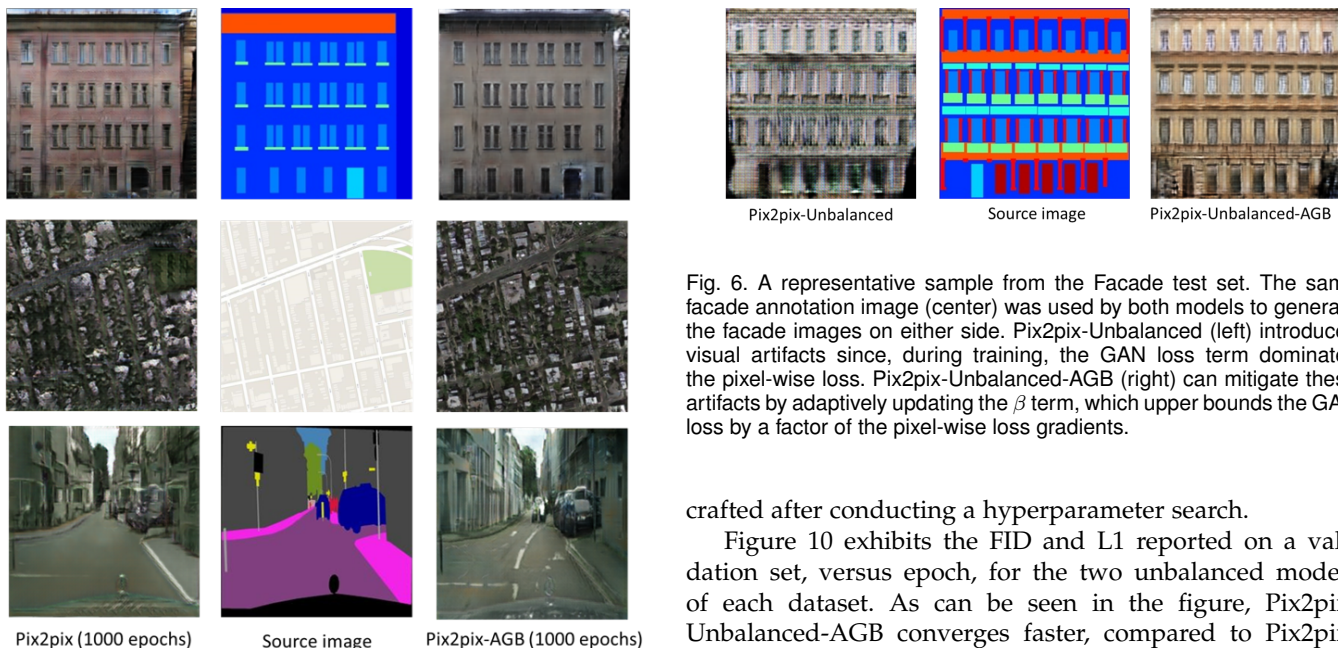 Pix2pix (1000 epochs)
Source image
Pix2pix-AGB (1000 epochs)
Pix2pix-Unbalanced
Source image
Pix2pix-Unbalanced-AGB
Fig. 6. A representative sample from the Facade test set. The sam
facade annotation image (center) was used by both models to genera
the facade images on either side. Pix2pix-Unbalanced (left) introduce
visual artifacts since, during training, the GAN loss term dominate
the pixel-wise loss. Pix2pix-Unbalanced-AGB (right) can mitigate thes
artifacts by adaptively updating the β term, which upper bounds the GA
loss by a factor of the pixel-wise loss gradients.
crafted after conducting a hyperparameter search.
Figure 10 exhibits the FID and L1 reported on a val
dation set, versus epoch, for the two unbalanced mode
of each dataset. As can be seen in the figure, Pix2pix
Unbalanced-AGB converges faster, compared to Pix2pix